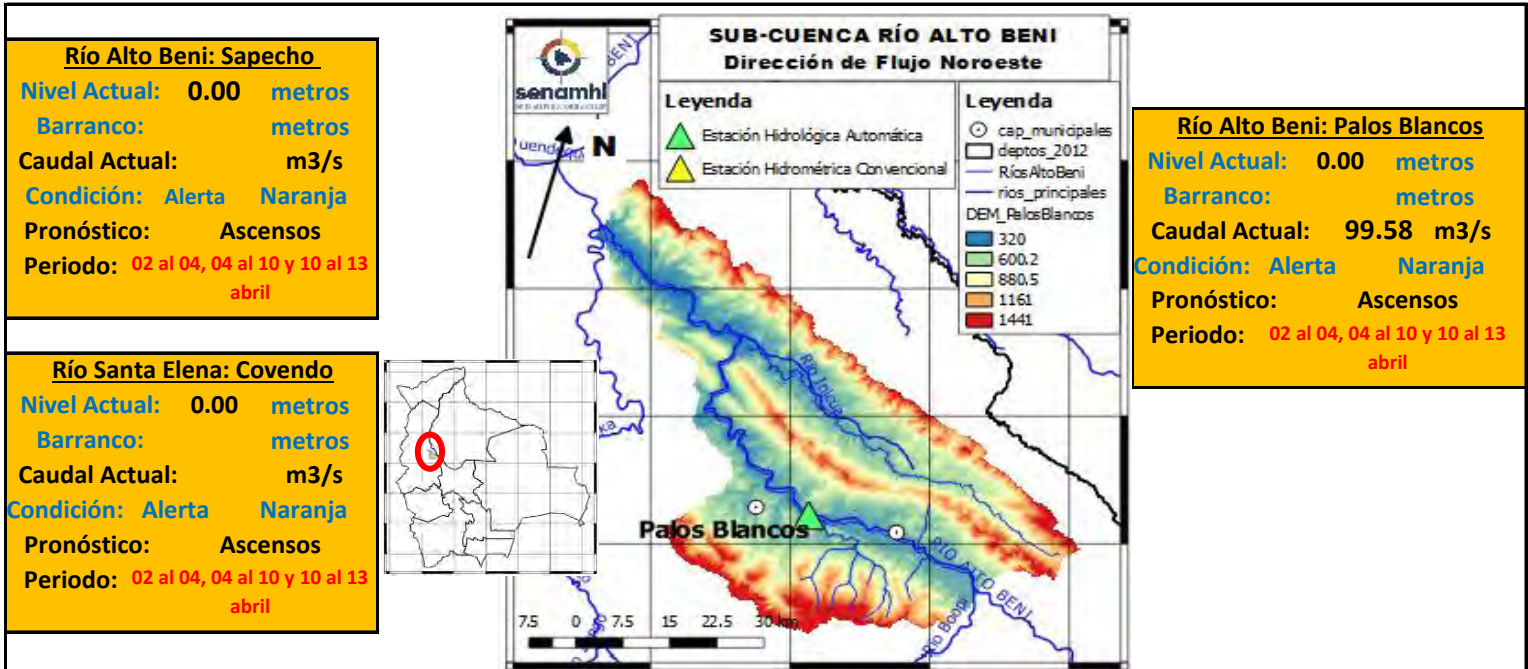 Río Alto Beni: Sapecho
Nivel Actual: 0.00 metros
Barranco: metros
Caudal Actual: m3/s
Condición: Alerta Naranja
Pronóstico: Ascensos
Periodo: 02 al 04, 04 al 10 y 10 al 13
abril
Río Santa Elena: Covendo
Nivel Actual: 0.00 metros
Barranco: metros
Caudal Actual: m3/s
Condición: Alerta Naranja
Pronóstico: Ascensos
Periodo: 02 al 04, 04 al 10 y 10 al 13
abril
senamhi
BENI
SUB-CUENCA RÍO ALTO BENI
Dirección de Flujo Noroeste
Leyenda
Estación Hidrológica Automática
Estación Hidrométrica Convencional
Leyenda
cap_municipales
deptos_2012
RíosAltoBeni
rios_principales
DEM_PalosBlancos
320
600.2
880.5
1161
1441
N
Río Inicua
Palos Blancos
RÍO ALTO BENI
Río Boopi
7.5 0 7.5 15 22.5 30 km
Río Alto Beni: Palos Blancos
Nivel Actual: 0.00 metros
Barranco: metros
Caudal Actual: 99.58 m3/s
Condición: Alerta Naranja
Pronóstico: Ascensos
Periodo: 02 al 04, 04 al 10 y 10 al 13
abril